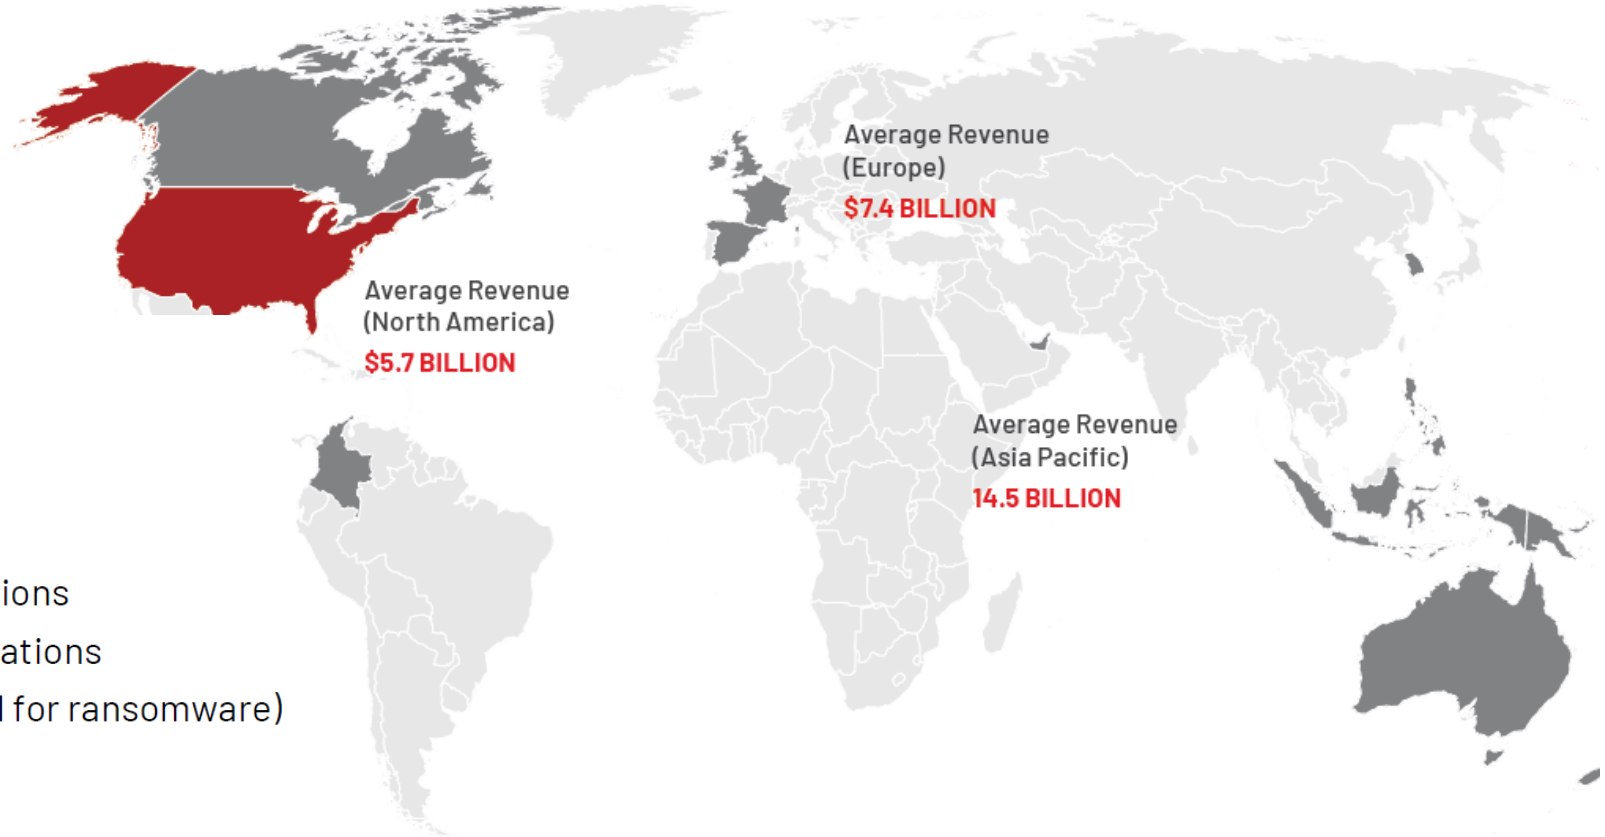 Average Revenue
(Europe)
$7.4 BILLION
Average Revenue
(North America)
$5.7 BILLION
Average Revenue
(Asia Pacific)
14.5 BILLION
ions
ations
for ransomware)